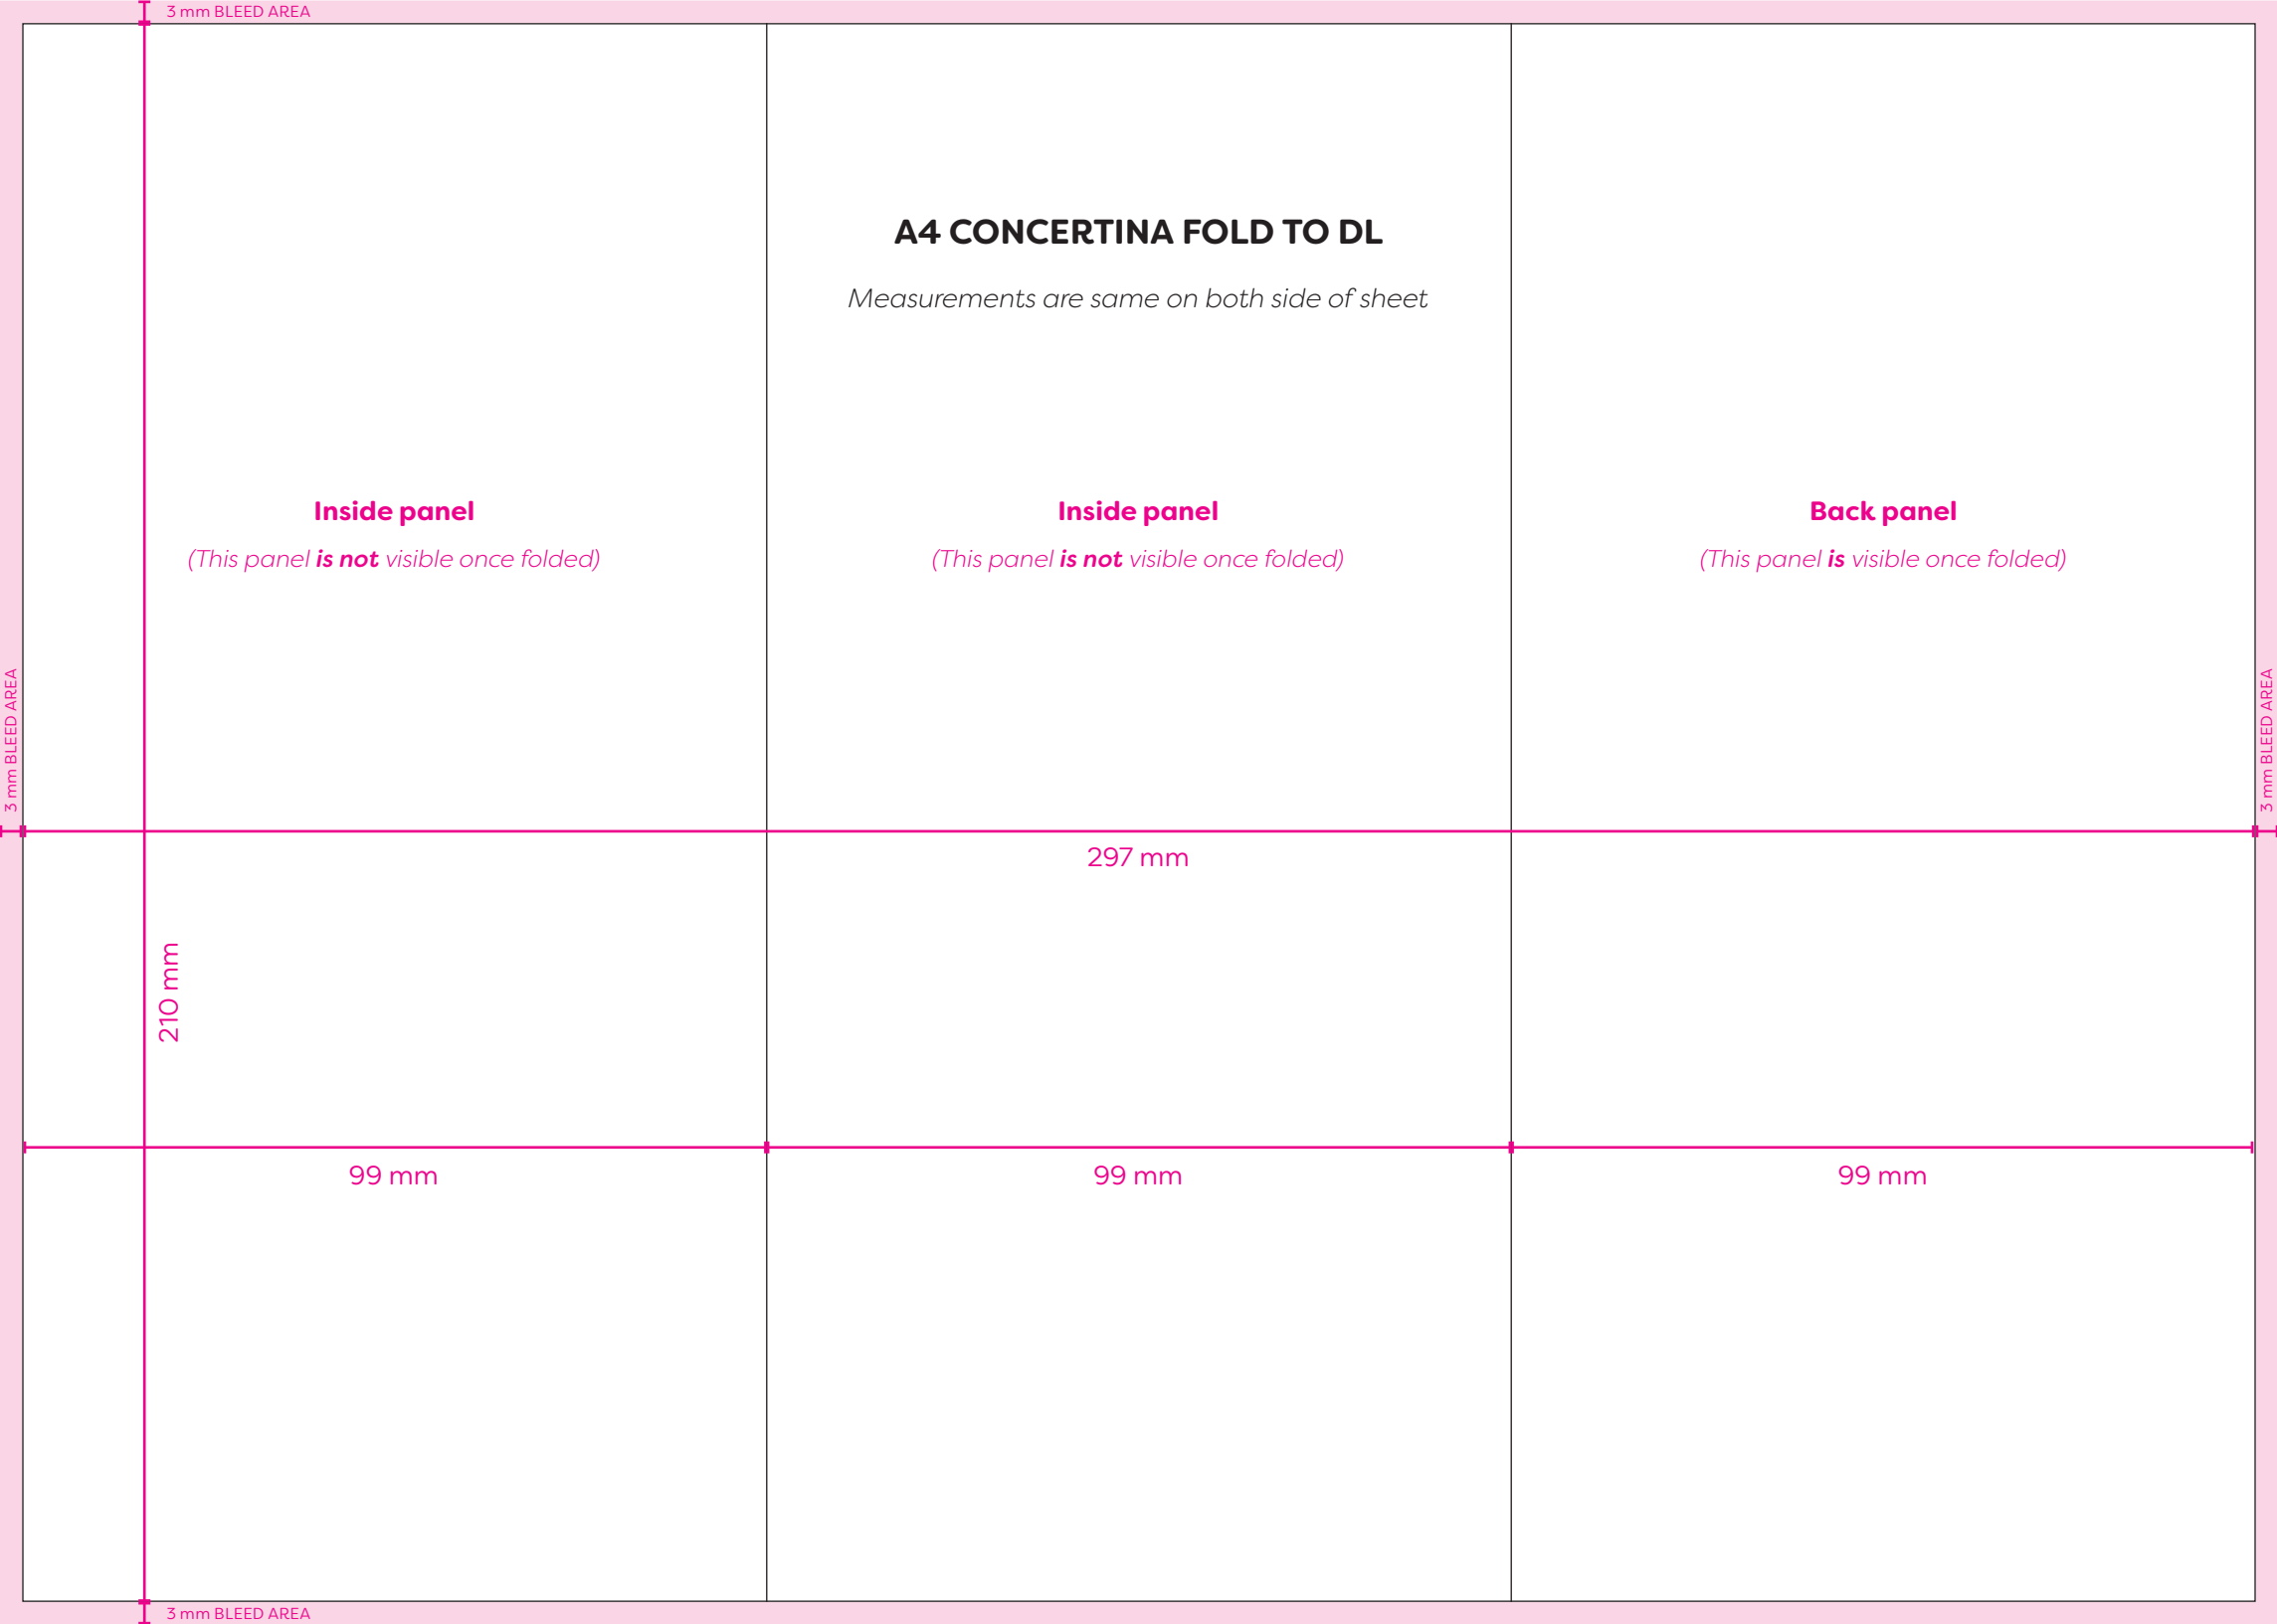 3 mm BLEED AREA
A4 CONCERTINA FOLD TO DL
Measurements are same on both side of sheet
Inside panel
(This panel is not visible once folded)
Inside panel
(This panel is not visible once folded)
Back panel
(This panel is visible once folded)
3 mm BLEED AREA
3 mm BLEED AREA
297 mm
210 mm
99 mm
99 mm
99 mm
3 mm BLEED AREA